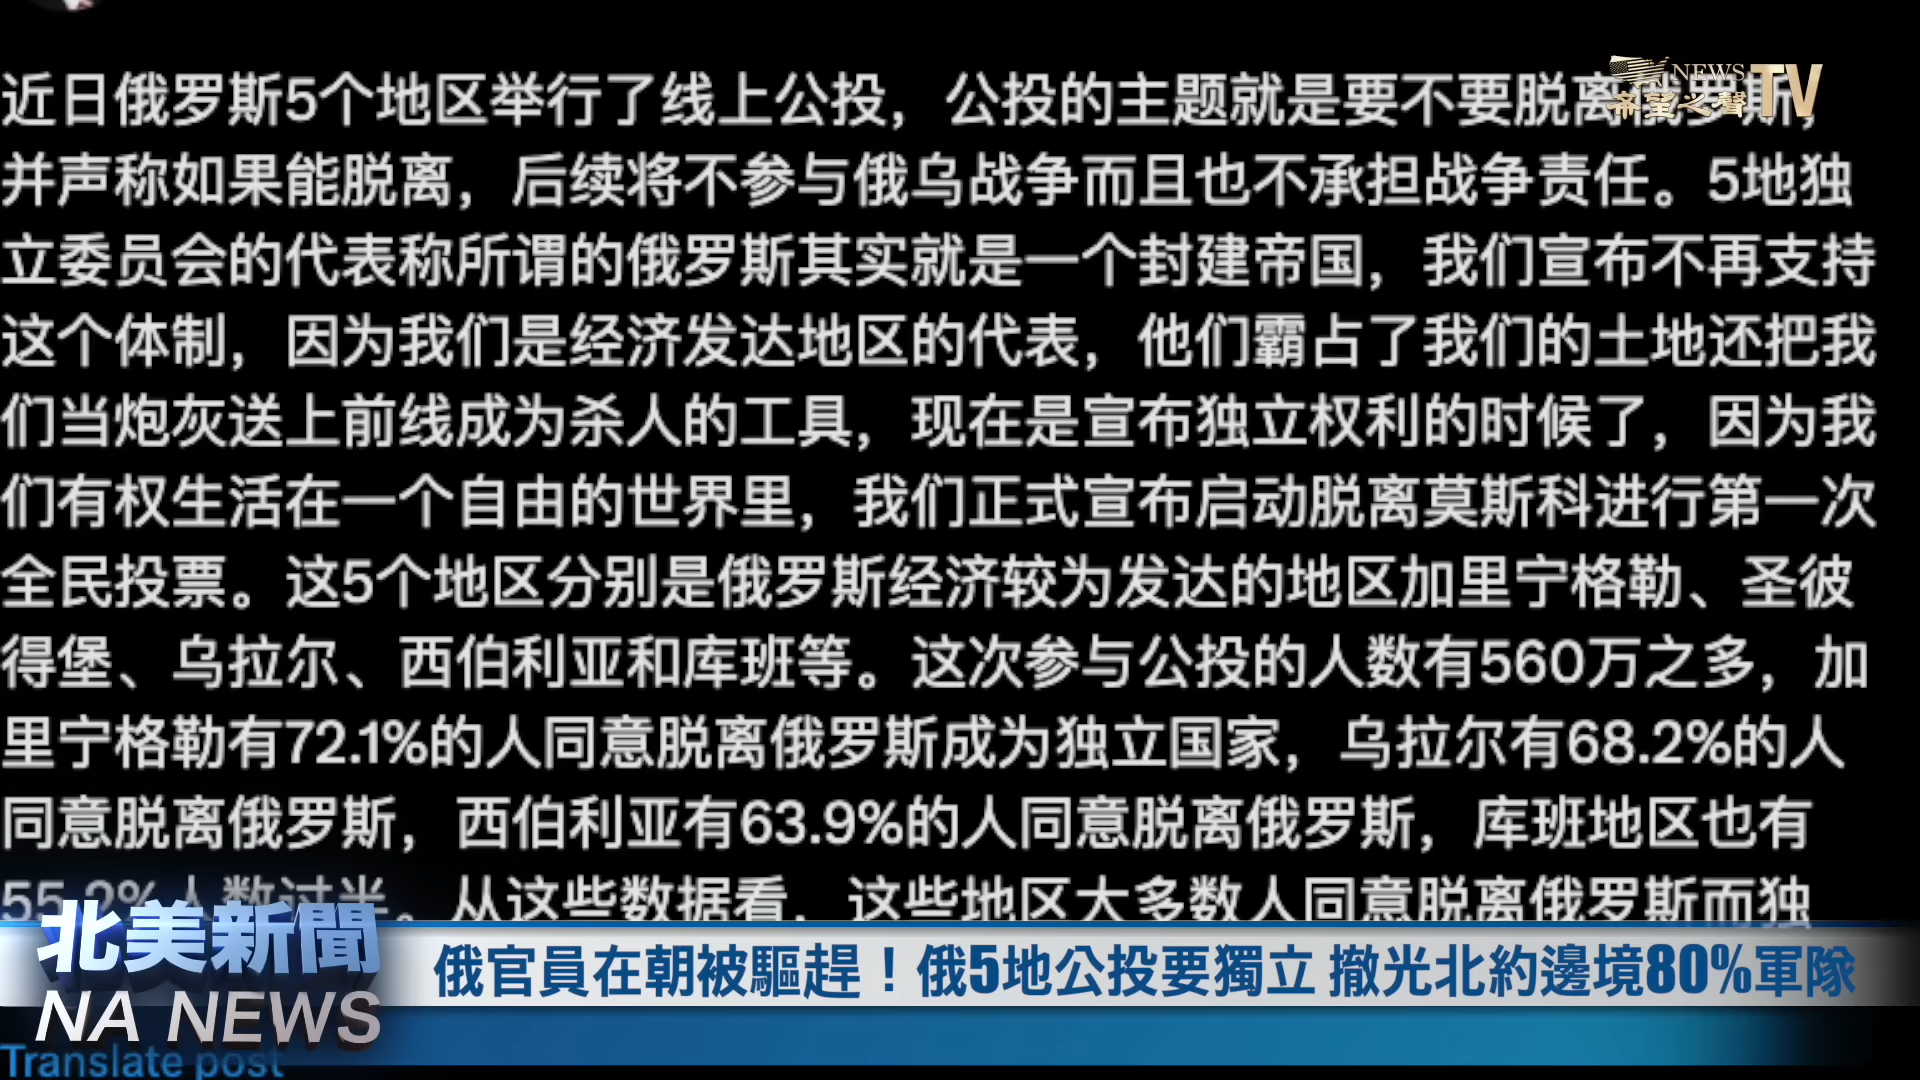 近日俄罗斯5个地区举行了线上公投，公投的主题就是要不要脱离俄罗斯，
NEWS
希望之聲TV
并声称如果能脱离，后续将不参与俄乌战争而且也不承担战争责任。5地独
立委员会的代表称所谓的俄罗斯其实就是一个封建帝国，我们宣布不再支持
这个体制，因为我们是经济发达地区的代表，他们霸占了我们的土地还把我
们当炮灰送上前线成为杀人的工具，现在是宣布独立权利的时候了，因为我
们有权生活在一个自由的世界里，我们正式宣布启动脱离莫斯科进行第一次
全民投票。这5个地区分别是俄罗斯经济较为发达的地区加里宁格勒、圣彼
得堡、乌拉尔、西伯利亚和库班等。这次参与公投的人数有560万之多，加
里宁格勒有72.1%的人同意脱离俄罗斯成为独立国家，乌拉尔有68.2%的人
同意脱离俄罗斯，西伯利亚有63.9%的人同意脱离俄罗斯，库班地区也有
55.2%人数过半。从这些数据看，这些地区大多数人同意脱离俄罗斯而独
北美新聞
俄官員在朝被驅趕！俄5地公投要獨立 撤光北約邊境80%軍隊
NA NEWS
Translate post